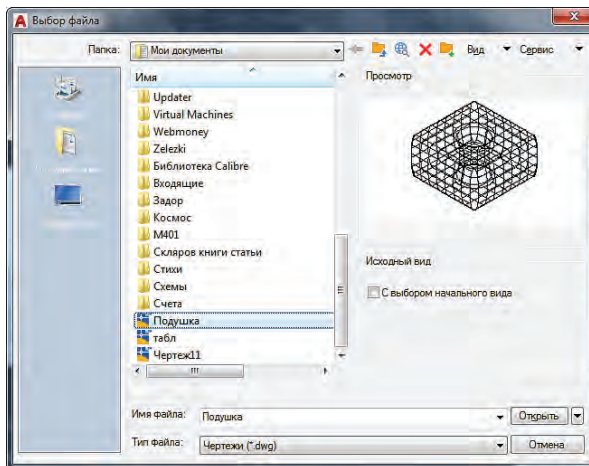 Выбор файла
Папка: Мои документы Вид Сервис
Имя
Updater
Virtual Machines
Webmoney
Zelezki
Библиотека Calibre
Входящие
Задор
Космос
М401
Скляров книги статьи
Стихи
Схемы
Счета
Подушка
табл
Чертеж11
Просмотр
Исходный вид
С выбором начального вида
Имя файла: Подушка Открыть
Тип файла: Чертежи (*.dwg) Отмена